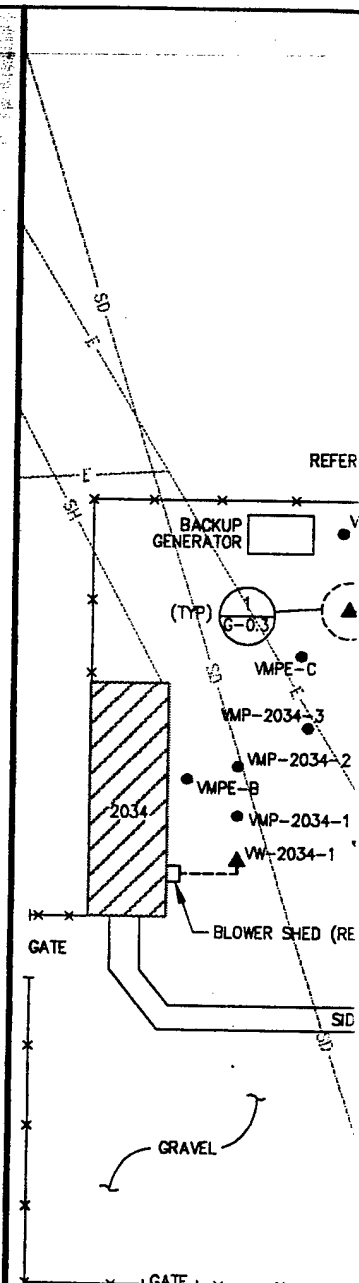 SD
E
E
SH
REFER
BACKUP
GENERATOR
V
(TYP)
1
G-0.3
SD
E
VMPE-C
VMP-2034-3
VMP-2034-2
VMPE-B
2034
VMP-2034-1
VW-2034-1
BLOWER SHED (RE
GATE
SID
SD
GRAVEL
GATE